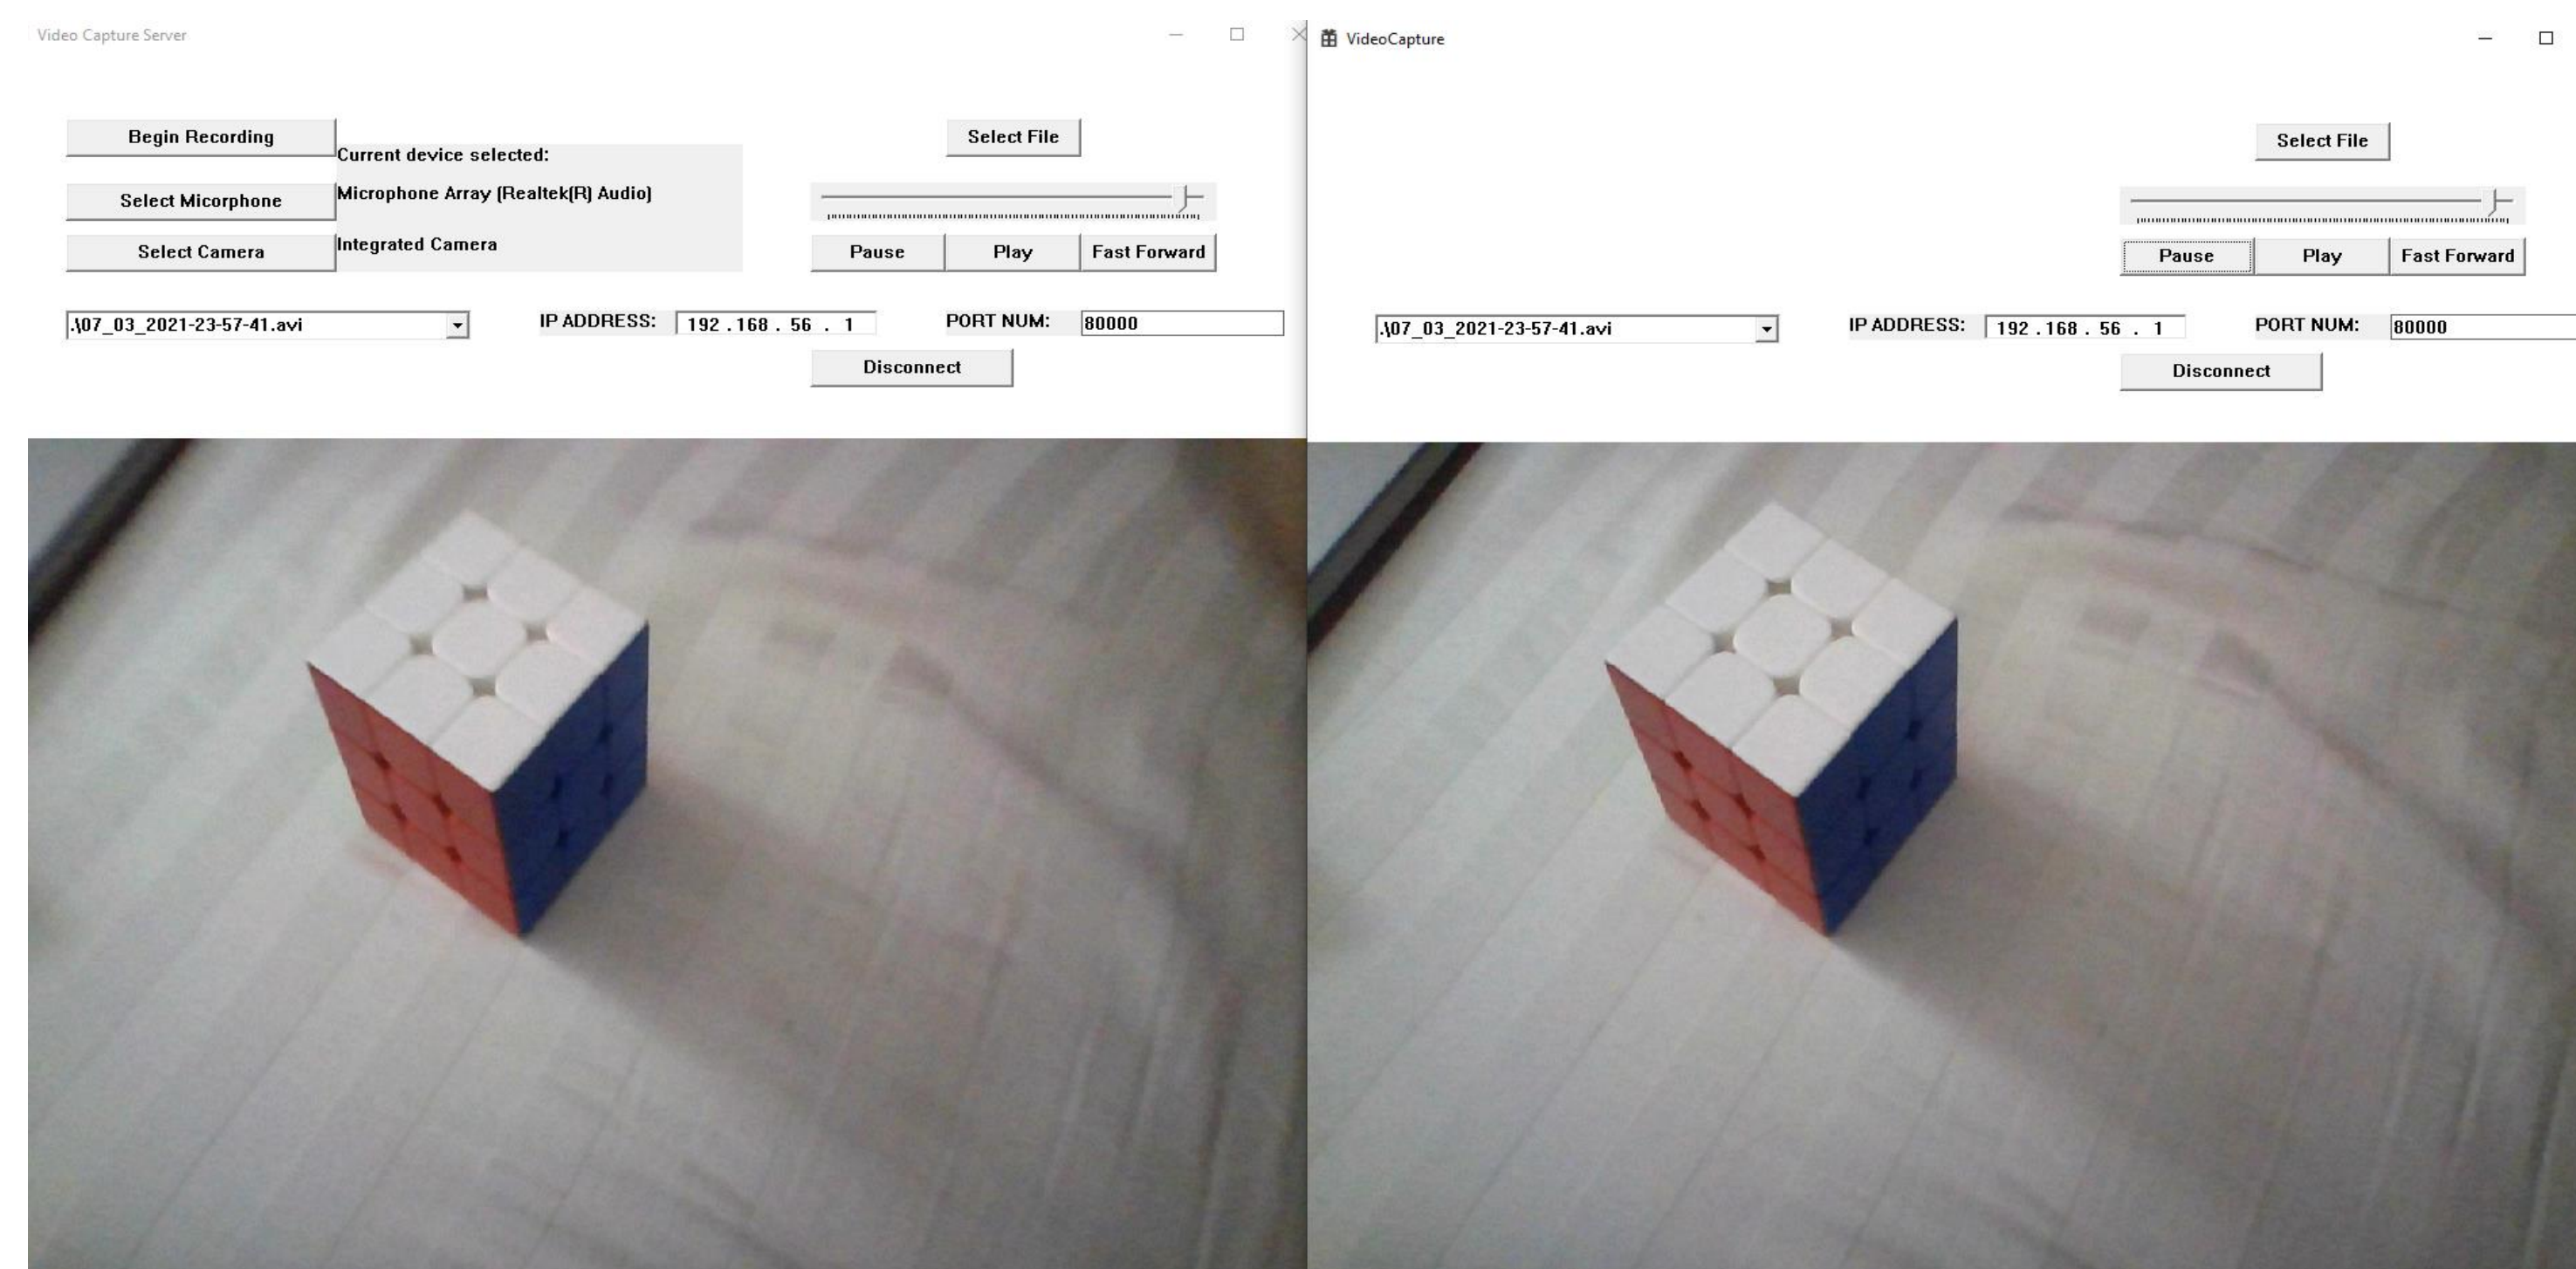 Video Capture Server
Begin Recording
Current device selected:
Select Micorphone
Microphone Array (Realtek(R) Audio)
Select Camera
Integrated Camera
Select File
Pause
Play
Fast Forward
.\07_03_2021-23-57-41.avi
IP ADDRESS:
192 . 168 . 56 . 1
PORT NUM:
80000
Disconnect
VideoCapture
Select File
Pause
Play
Fast Forward
.\07_03_2021-23-57-41.avi
IP ADDRESS:
192 . 168 . 56 . 1
PORT NUM:
80000
Disconnect